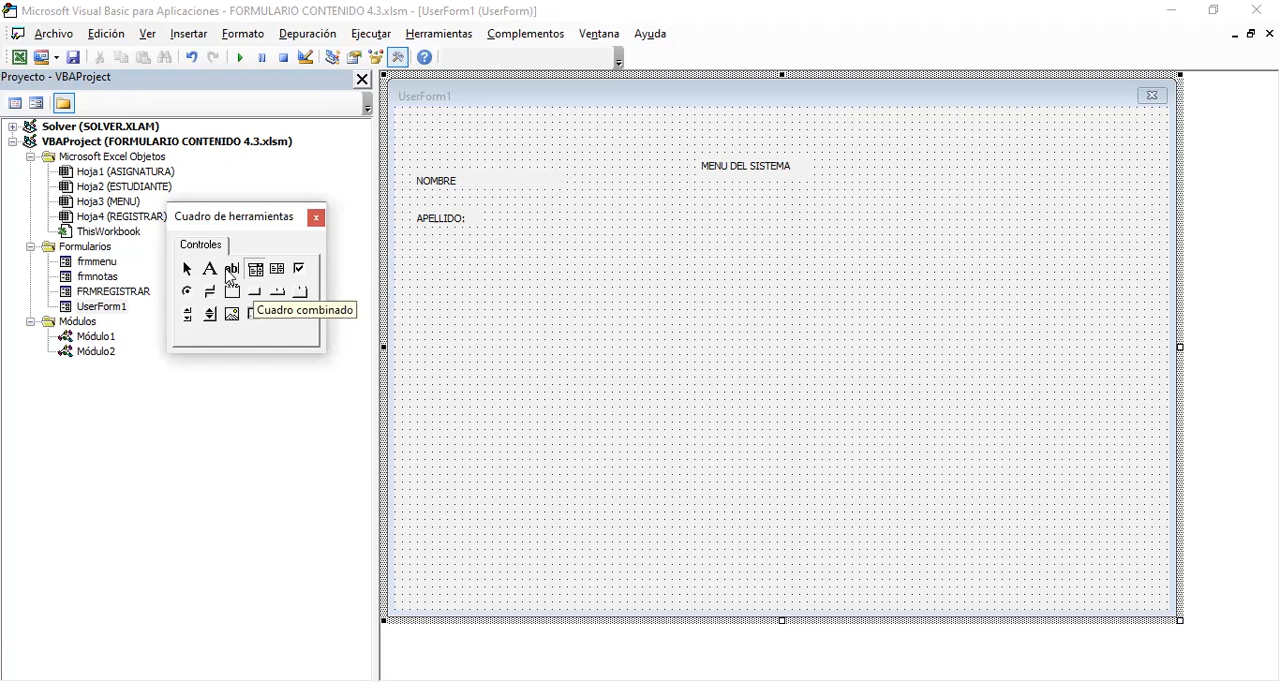 Microsoft Visual Basic para Aplicaciones - FORMULARIO CONTENIDO 4.3.xlsm - [UserForm1 (UserForm)]
Archivo Edición Ver Insertar Formato Depuración Ejecutar Herramientas Complementos Ventana Ayuda
Proyecto - VBAProject
Solver (SOLVER.XLAM)
VBAProject (FORMULARIO CONTENIDO 4.3.xlsm)
Microsoft Excel Objetos
Hoja1 (ASIGNATURA)
Hoja2 (ESTUDIANTE)
Hoja3 (MENU)
Hoja4 (REGISTRAR)
ThisWorkbook
Formularios
frmmenu
frmnotas
FRMREGISTRAR
UserForm1
Módulos
Módulo1
Módulo2
Cuadro de herramientas
Controles
A ab
Cuadro combinado
UserForm1
MENU DEL SISTEMA
NOMBRE
APELLIDO: